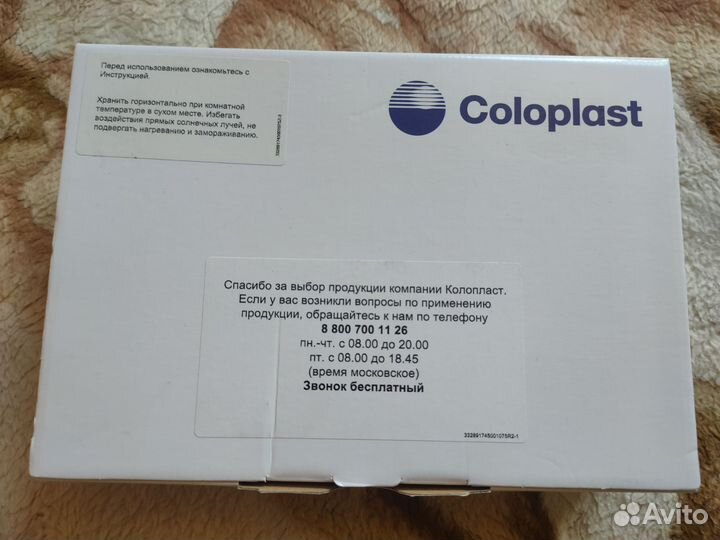 Перед использованием ознакомьтесь с
Инструкцией.
Хранить горизонтально при комнатной
температуре в сухом месте. Избегать
воздействия прямых солнечных лучей, не
подвергать нагреванию и замораживанию.
Coloplast
Спасибо за выбор продукции компании Колопласт.
Если у вас возникли вопросы по применению
продукции, обращайтесь к нам по телефону
8 800 700 11 26
пн.-чт. с 08.00 до 20.00
пт. с 08.00 до 18.45
(время московское)
Звонок бесплатный
332891745001075R2-1
Avito